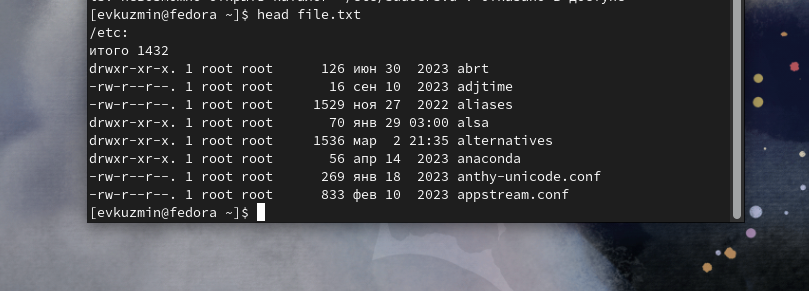 [evkuzmin@fedora ~]$ head file.txt
/etc:
итого 1432
drwxr-xr-x. 1 root root      126 июн 30  2023 abrt
-rw-r--r--. 1 root root       16 сен 10  2023 adjtime
-rw-r--r--. 1 root root     1529 ноя 27  2022 aliases
drwxr-xr-x. 1 root root       70 янв 29 03:00 alsa
drwxr-xr-x. 1 root root     1536 мар  2 21:35 alternatives
drwxr-xr-x. 1 root root       56 апр 14  2023 anaconda
-rw-r--r--. 1 root root      269 янв 18  2023 anthy-unicode.conf
-rw-r--r--. 1 root root      833 фев 10  2023 appstream.conf
[evkuzmin@fedora ~]$